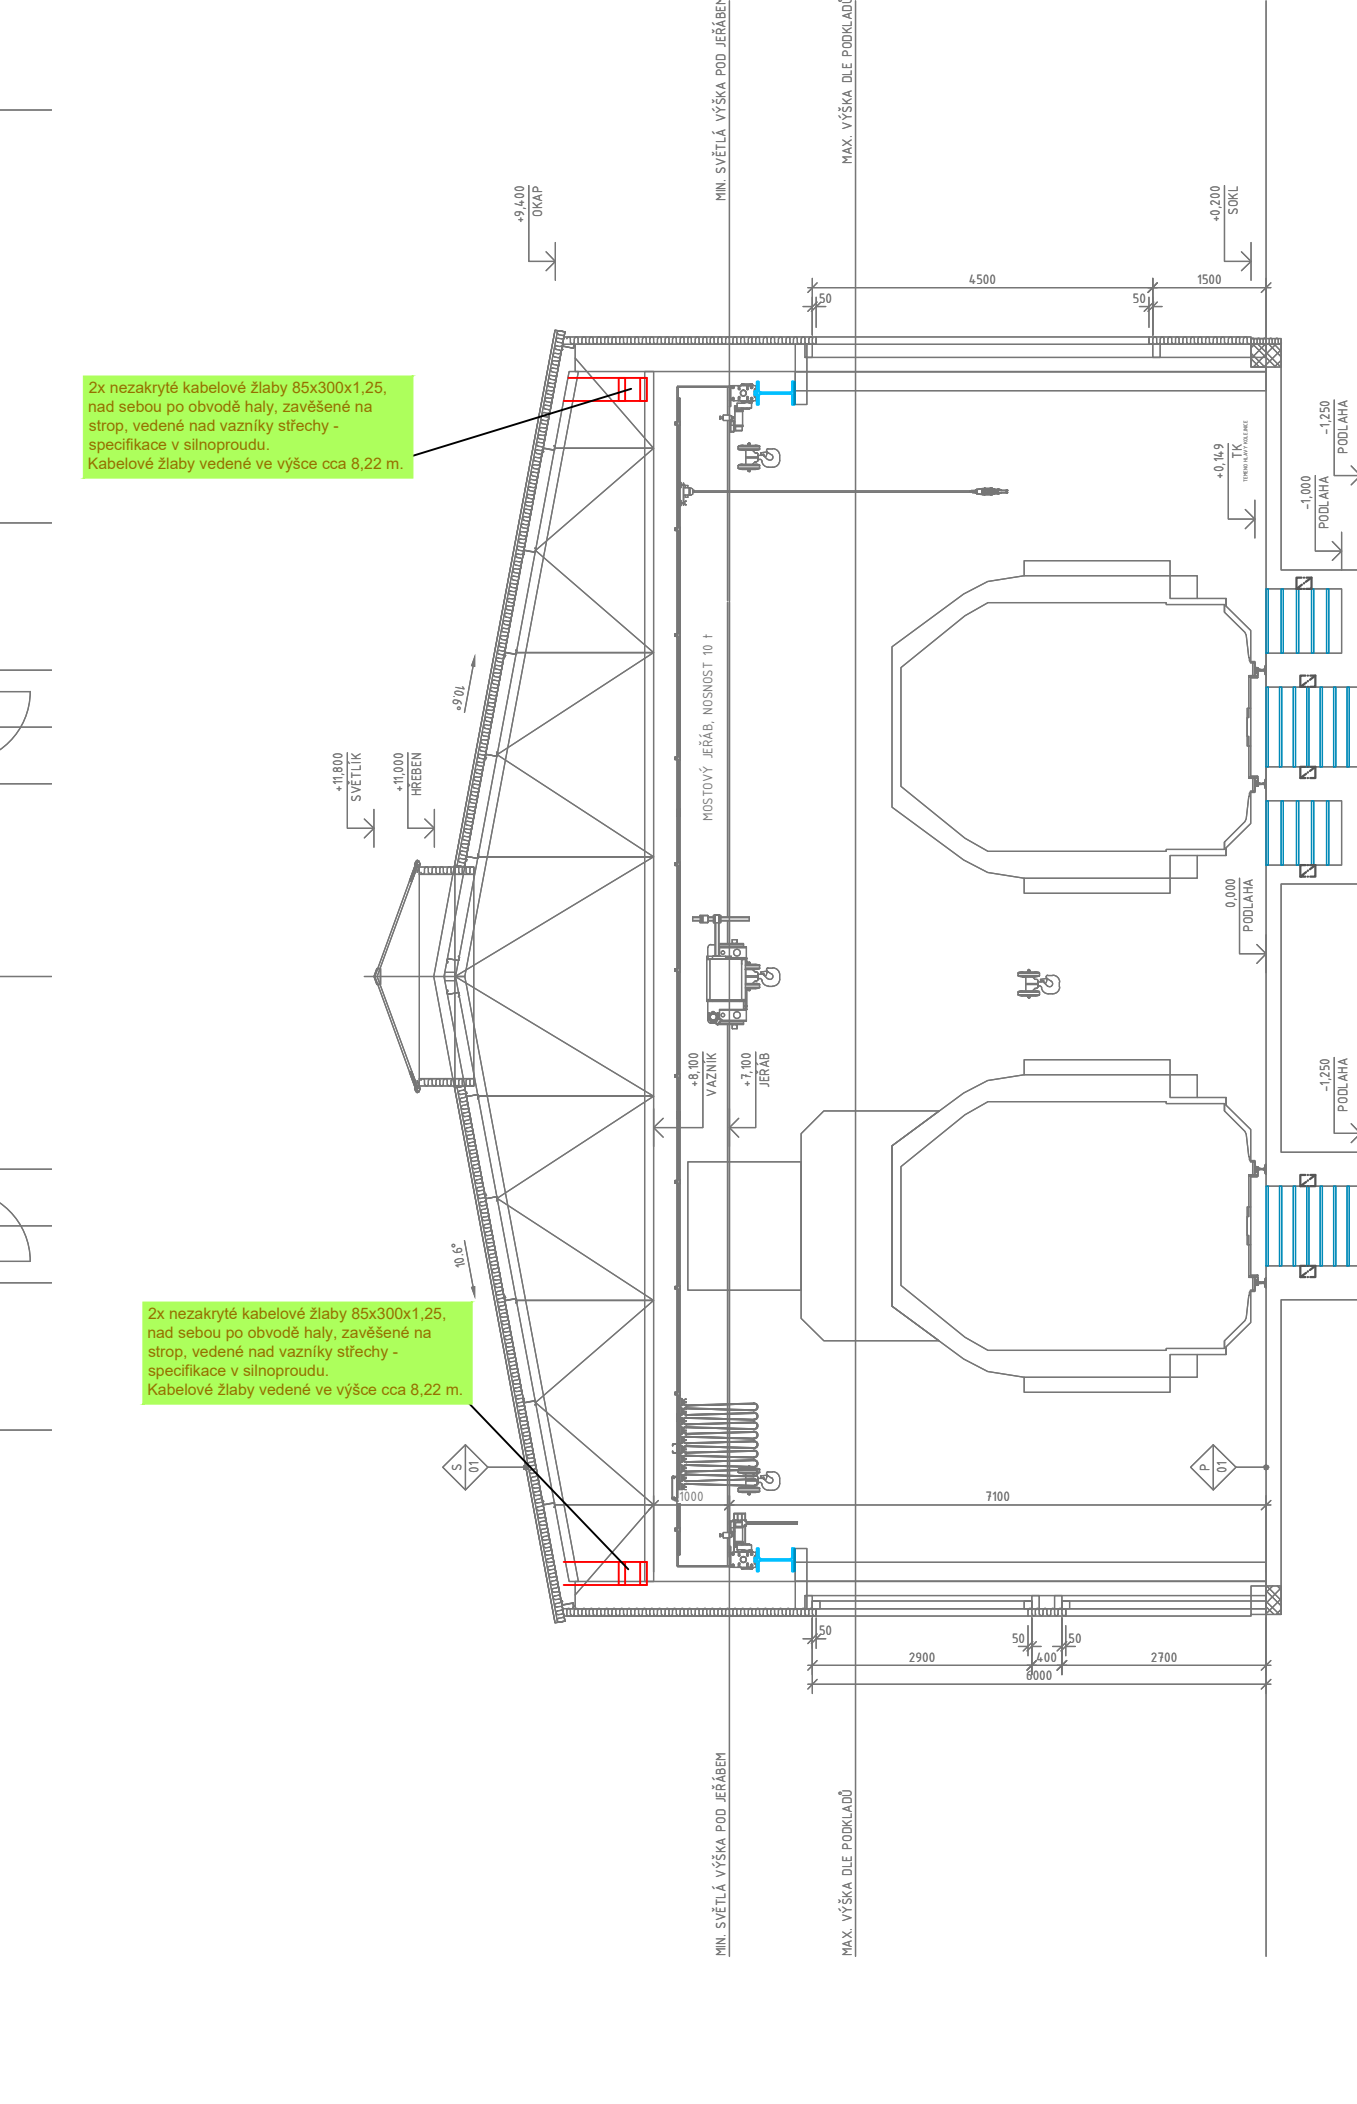 MIN. SVĚTLÁ VÝŠKA POD JEŘÁBEM
MAX. VÝŠKA DLE PODKLADŮ
+9,400
OKAP
+0,200
SOKL
4500
1500
50
50
2x nezakryté kabelové žlaby 85x300x1,25,
nad sebou po obvodě haly, zavěšené na
strop, vedené nad vazníky střechy -
specifikace v silnoproudu.
Kabelové žlaby vedené ve výšce cca 8,22 m.
-1,250
PODLAHA
+0,149
TK
TEMENO HLAVY KOLEJNICE
-1,000
PODLAHA
10.6°
MOSTOVÝ JEŘÁB, NOSNOST 10 t
+11,800
SVĚTLÍK
+11,000
HŘEBEN
0,000
PODLAHA
+8,100
VAZNÍK
+7,100
JEŘÁB
-1,250
PODLAHA
10.6°
2x nezakryté kabelové žlaby 85x300x1,25,
nad sebou po obvodě haly, zavěšené na
strop, vedené nad vazníky střechy -
specifikace v silnoproudu.
Kabelové žlaby vedené ve výšce cca 8,22 m.
S
01
P
01
1000
7100
50
50
50
2900
400
2700
6000
MIN. SVĚTLÁ VÝŠKA POD JEŘÁBEM
MAX. VÝŠKA DLE PODKLADŮ